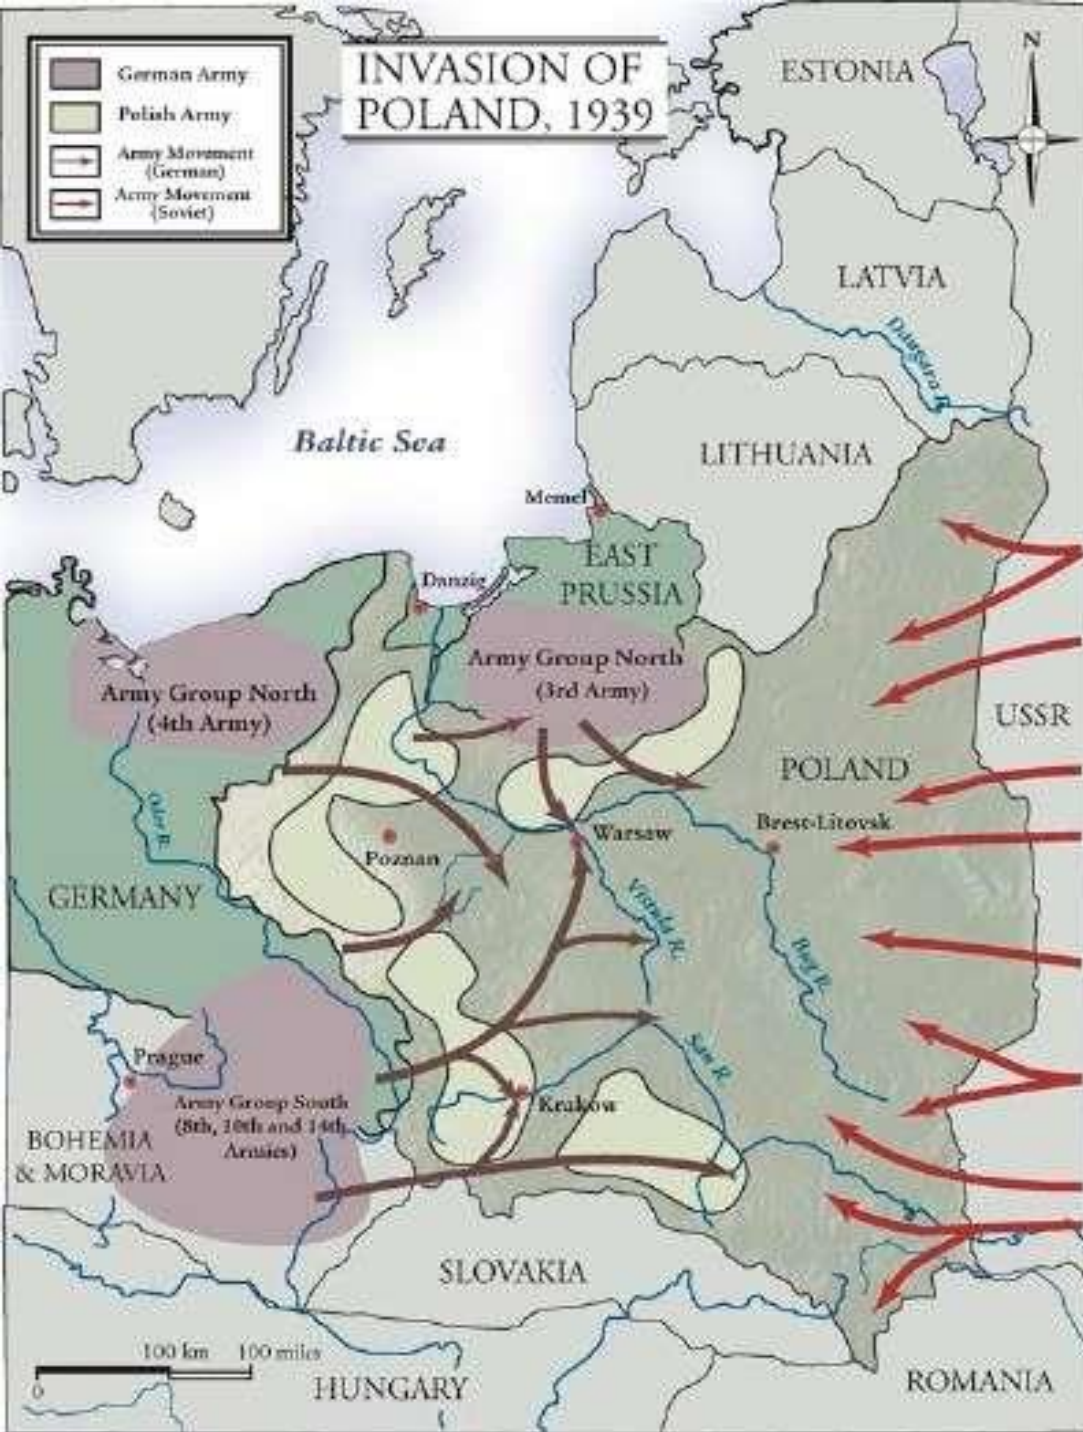 INVASION OF
POLAND, 1939
German Army
Polish Army
Army Movement
(German)
Army Movement
(Soviet)
N
ESTONIA
LATVIA
Daugara R.
LITHUANIA
Baltic Sea
Memel
EAST
PRUSSIA
Danzig
Army Group North
(3rd Army)
Army Group North
(4th Army)
USSR
POLAND
Oder R.
Brest-Litovsk
Warsaw
Poznan
GERMANY
Vistula R.
Bug R.
Prague
San R.
Army Group South
(8th, 10th and 14th
Armies)
Krakow
BOHEMIA
& MORAVIA
SLOVAKIA
100 km
100 miles
0
HUNGARY
ROMANIA